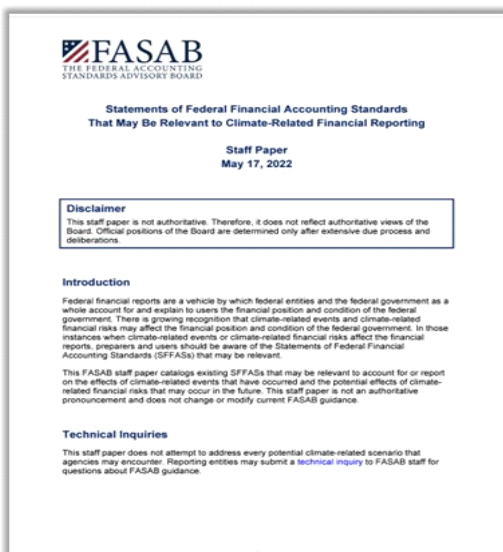 FASAB
THE FEDERAL ACCOUNTING
STANDARDS ADVISORY BOARD
Statements of Federal Financial Accounting Standards
That May Be Relevant to Climate-Related Financial Reporting
Staff Paper
May 17, 2022
Disclaimer
This staff paper is not authoritative. Therefore, it does not reflect authoritative views of the
Board. Official positions of the Board are determined only after extensive due process and
deliberations.
Introduction
Federal financial reports are a vehicle by which federal entities and the federal government as a
whole account for and explain to users the financial position and condition of the federal
government. There is growing recognition that climate-related events and climate-related
financial risks may affect the financial position and condition of the federal government. In those
instances when climate-related events or climate-related financial risks affect the financial
reports, preparers and users should be aware of the Statements of Federal Financial
Accounting Standards (SFFASs) that may be relevant.
This FASAB staff paper catalogs existing SFFASs that may be relevant to account for or report
on the effects of climate-related events that have occurred and the potential effects of climate-
related financial risks that may occur in the future. This staff paper is not an authoritative
pronouncement and does not change or modify current FASAB guidance.
Technical Inquiries
This staff paper does not attempt to address every potential climate-related scenario that
agencies may encounter. Reporting entities may submit a technical inquiry to FASAB staff for
questions about FASAB guidance.